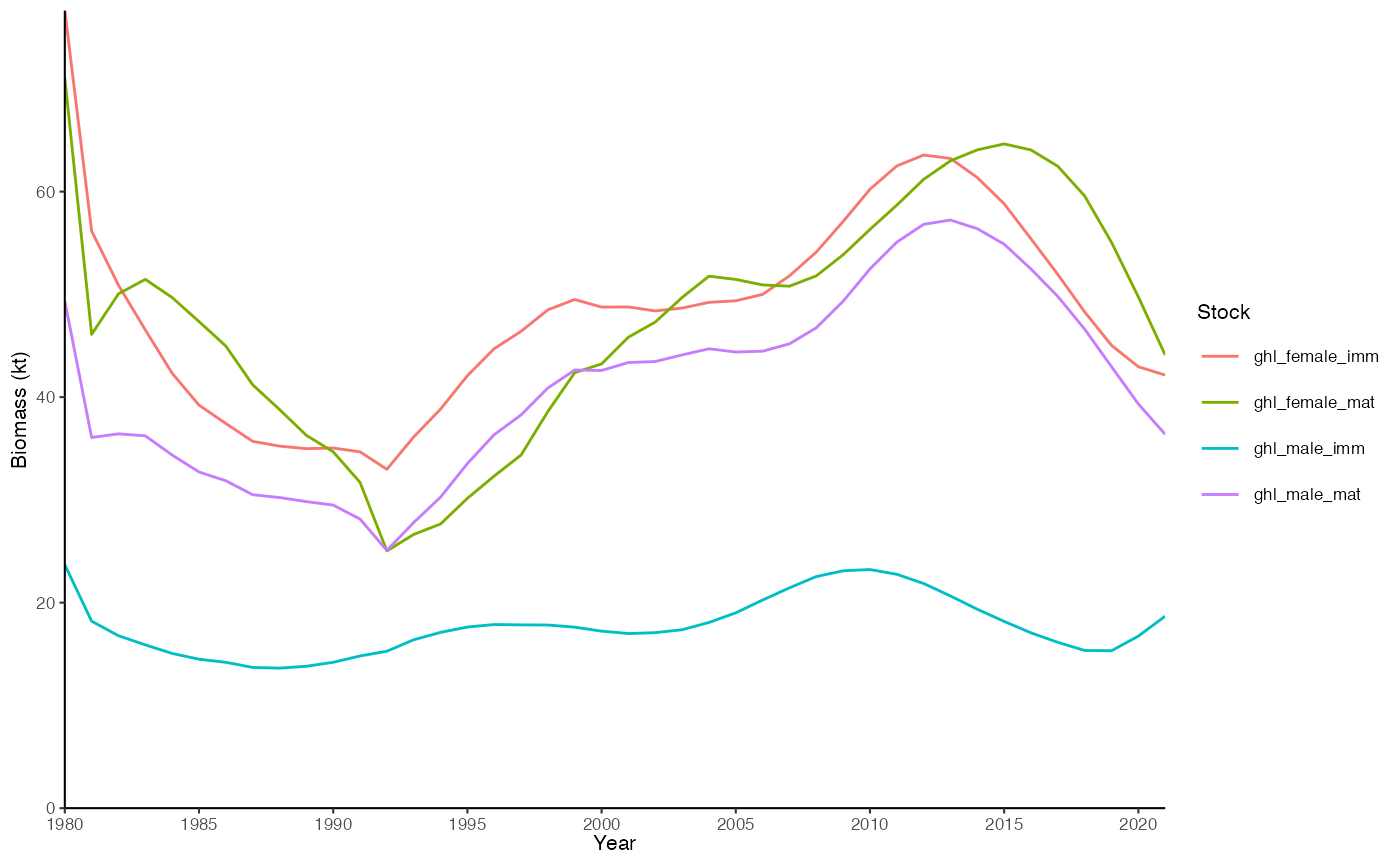 Biomass (kt)
60
40
20
0
1980 1985 1990 1995 2000 2005 2010 2015 2020
Year
Stock
ghl_female_imm
ghl_female_mat
ghl_male_imm
ghl_male_mat